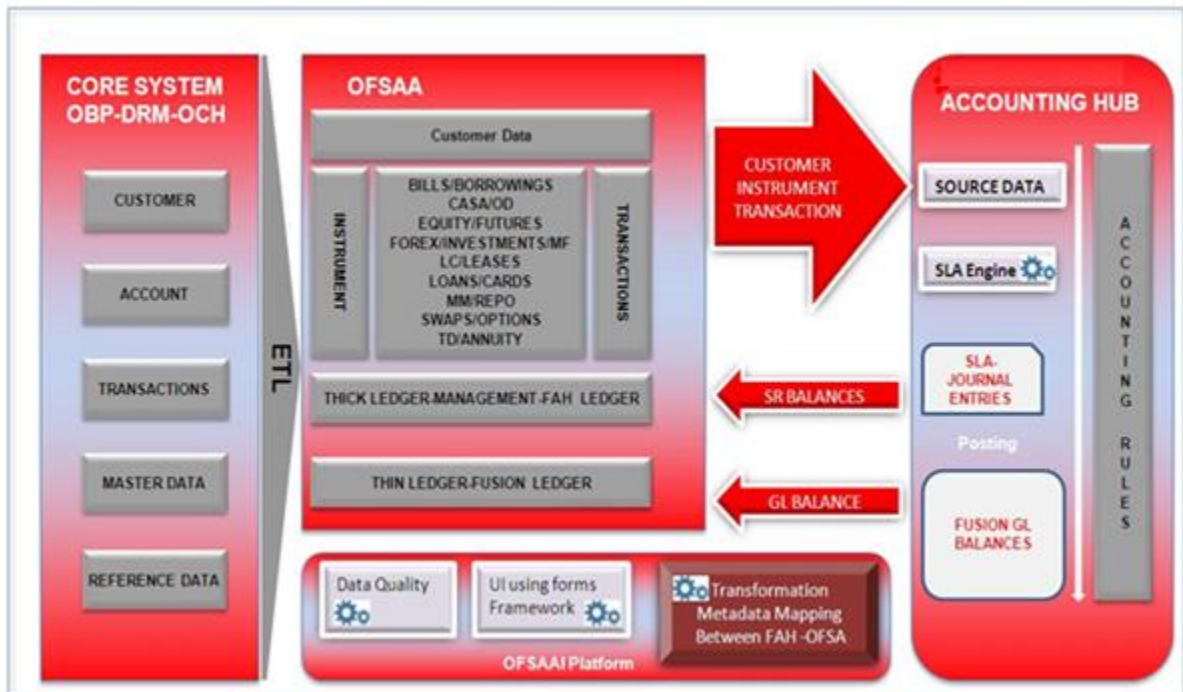 CORE SYSTEM
OBP-DRM-OCH
CUSTOMER
ACCOUNT
TRANSACTIONS
MASTER DATA
REFERENCE DATA
ETL
OFSAA
Customer Data
INSTRUMENT
BILLS/BORROWINGS
CASA/OD
EQUITY/FUTURES
FOREX/INVESTMENTS/MF
LC/LEASES
LOANS/CARDS
MM/REPO
SWAPS/OPTIONS
TD/ANNUITY
TRANSACTIONS
THICK LEDGER-MANAGEMENT-FAH LEDGER
THIN LEDGER-FUSION LEDGER
CUSTOMER
INSTRUMENT
TRANSACTION
SR BALANCES
GL BALANCE
ACCOUNTING HUB
SOURCE DATA
SLA Engine
SLA-
JOURNAL
ENTRIES
Posting
FUSION GL
BALANCES
ACCOUNTING RULES
Data Quality
UI using forms
Framework
Transformation
Metadata Mapping
Between FAH -OFSA
OFSAAI Platform